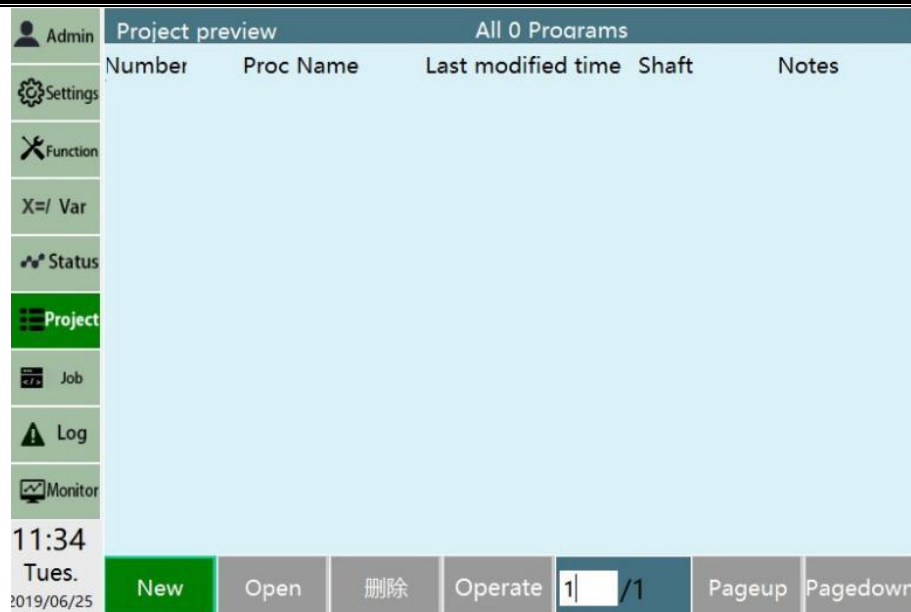 Admin
Project preview All 0 Programs
Number Proc Name Last modified time Shaft Notes
Settings
Function
X=/ Var
Status
Project
Job
Log
Monitor
11:34
Tues.
2019/06/25
New Open 删除 Operate 1 /1 Pageup Pagedown